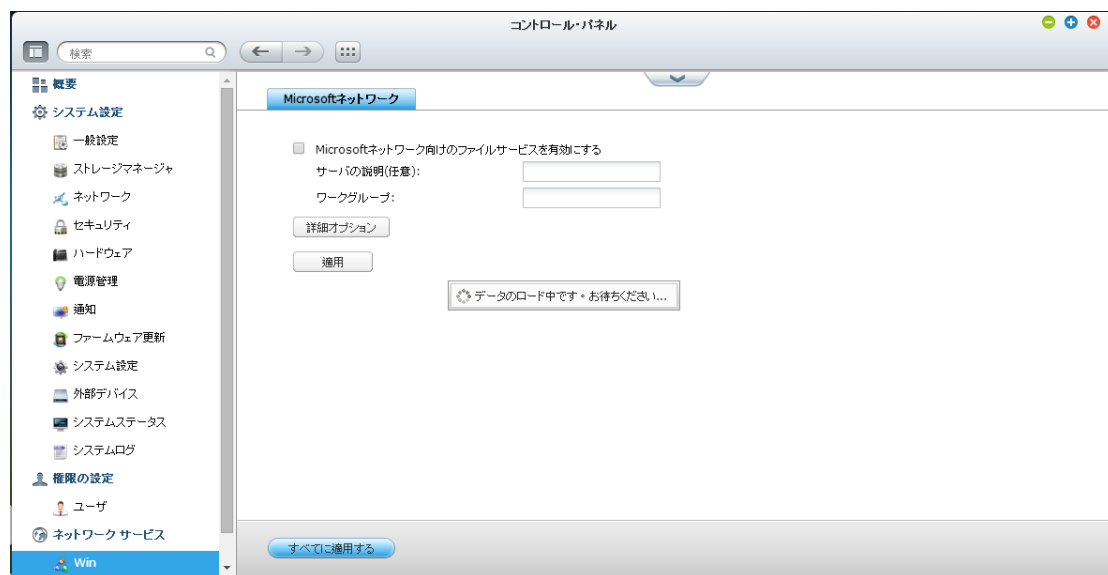 コントロール・パネル
検索
概要
システム設定
一般設定
ストレージマネージャ
ネットワーク
セキュリティ
ハードウェア
電源管理
通知
ファームウェア更新
システム設定
外部デバイス
システムステータス
システムログ
権限の設定
ユーザ
ネットワーク サービス
Win
Microsoftネットワーク
Microsoftネットワーク向けのファイルサービスを有効にする
サーバの説明(任意):
ワークグループ:
詳細オプション
適用
データのロード中です。お待ちください...
すべてに適用する